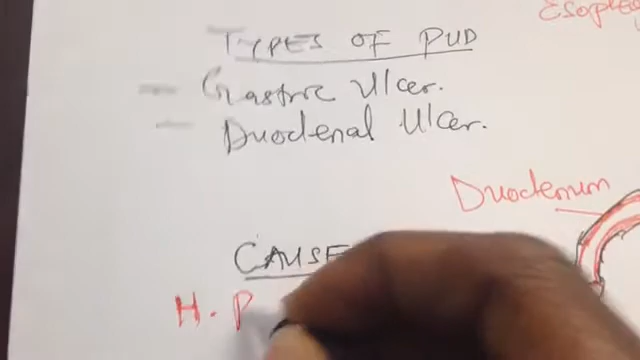 TYPES OF PUD
- Gastric Ulcer.
- Duodenal Ulcer.
Duodenum
CAUSE
H. P